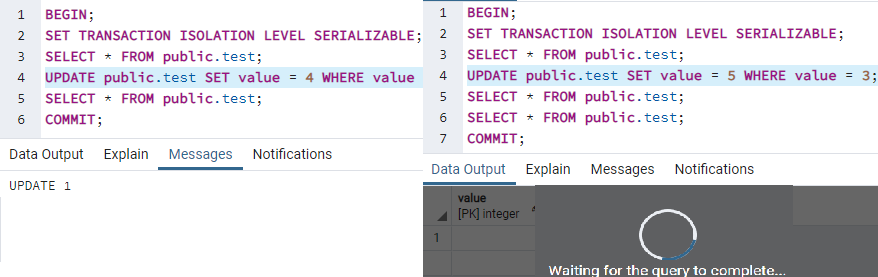 1 BEGIN;
2 SET TRANSACTION ISOLATION LEVEL SERIALIZABLE;
3 SELECT * FROM public.test;
4 UPDATE public.test SET value = 4 WHERE value
5 SELECT * FROM public.test;
6 COMMIT;
Data Output Explain Messages Notifications
UPDATE 1
1 BEGIN;
2 SET TRANSACTION ISOLATION LEVEL SERIALIZABLE;
3 SELECT * FROM public.test;
4 UPDATE public.test SET value = 5 WHERE value = 3;
5 SELECT * FROM public.test;
6 SELECT * FROM public.test;
7 COMMIT;
Data Output Explain Messages Notifications
value
[PK] integer
1
Waiting for the query to complete...